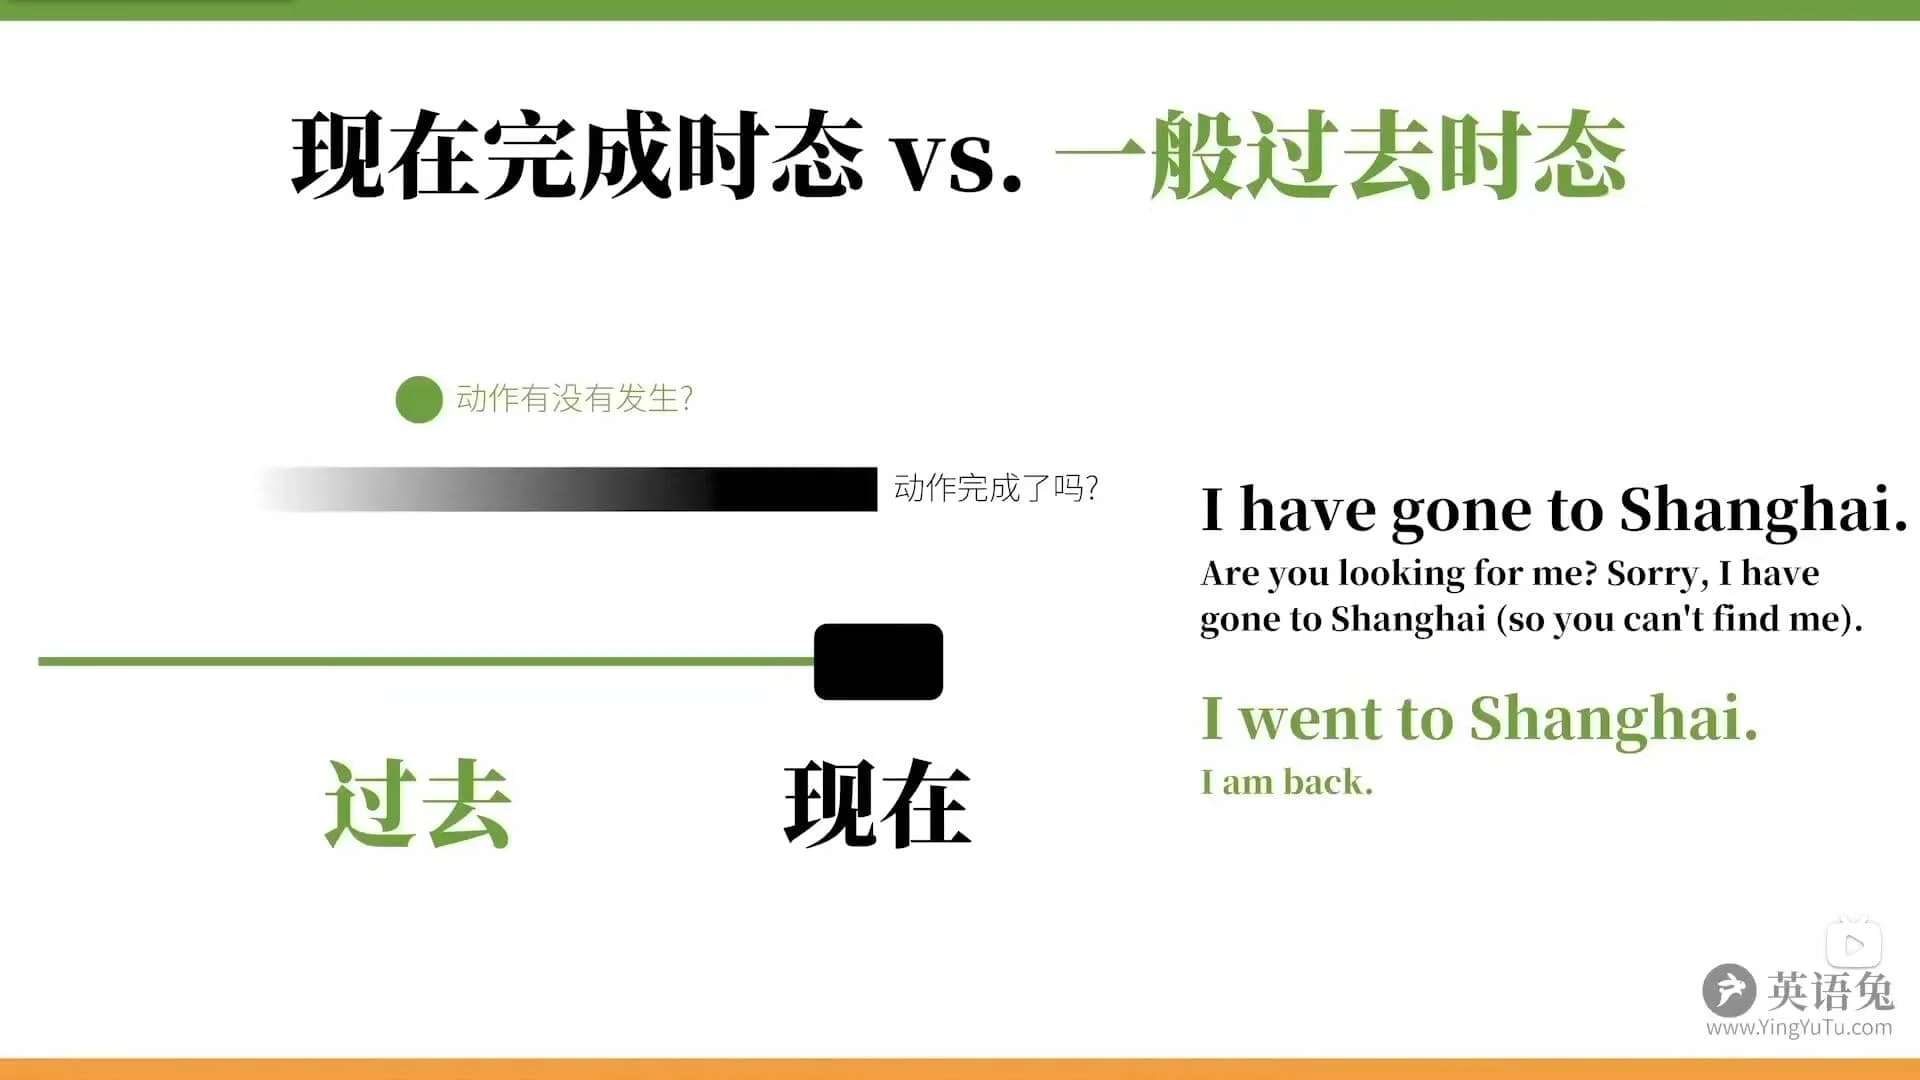 现在完成时态 vs. 一般过去时态
动作有没有发生?
动作完成了吗?
过去
现在
I have gone to Shanghai.
Are you looking for me? Sorry, I have
gone to Shanghai (so you can't find me).
I went to Shanghai.
I am back.
英语兔
www.YingYuTu.com